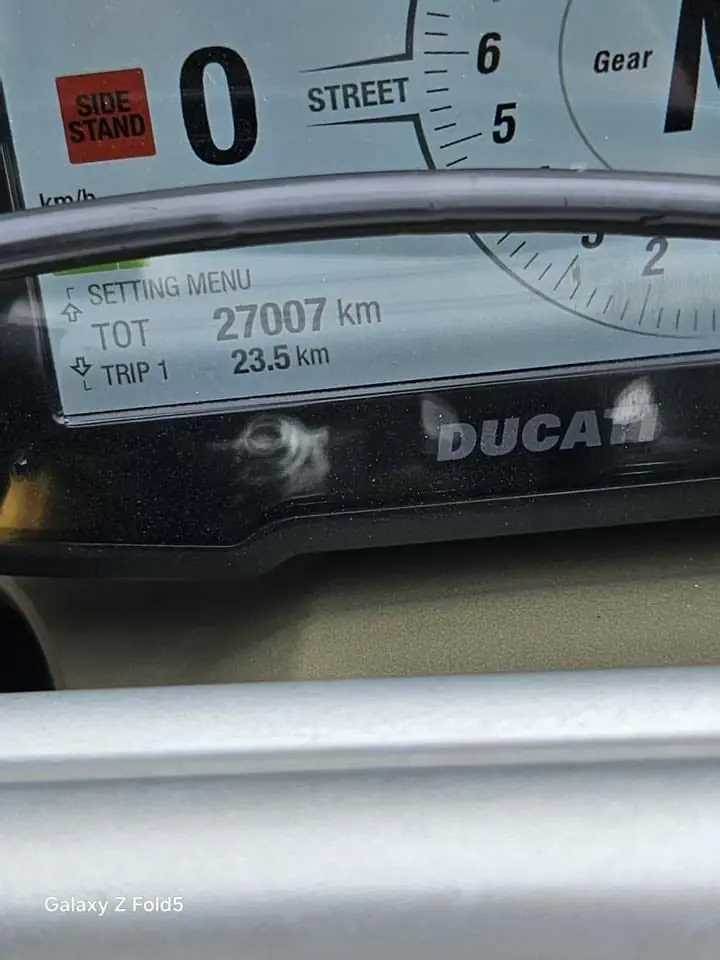 SIDE
STAND
0
km/h
STREET
6
5
Gear
2
SETTING MENU
TOT 27007 km
TRIP 1 23.5 km
DUCATI
Galaxy Z Fold5